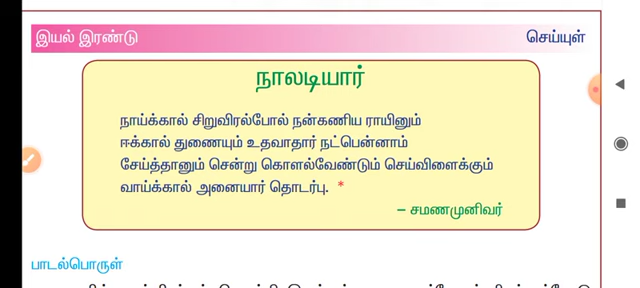 இயல் இரண்டு
செய்யுள்
நாலடியார்
நாய்க்கால் சிறுவிரல்போல் நன்கணிய ராயினும்
ஈக்கால் துணையும் உதவாதார் நட்பென்னாம்
சேய்த்தானும் சென்று கொளல்வேண்டும் செய்விளைக்கும்
வாய்க்கால் அனையார் தொடர்பு. *
– சமணமுனிவர்
பாடல்பொருள்